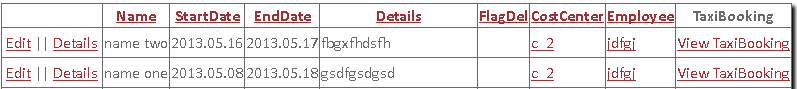 Name StartDate EndDate Details FlagDel CostCenter Employee TaxiBooking
Edit || Details name two 2013.05.16 2013.05.17 fbgxfhdsfh c_2 jdfgj View TaxiBooking
Edit || Details name one 2013.05.08 2013.05.18 gsdfgsdgsd c_2 jdfgj View TaxiBooking